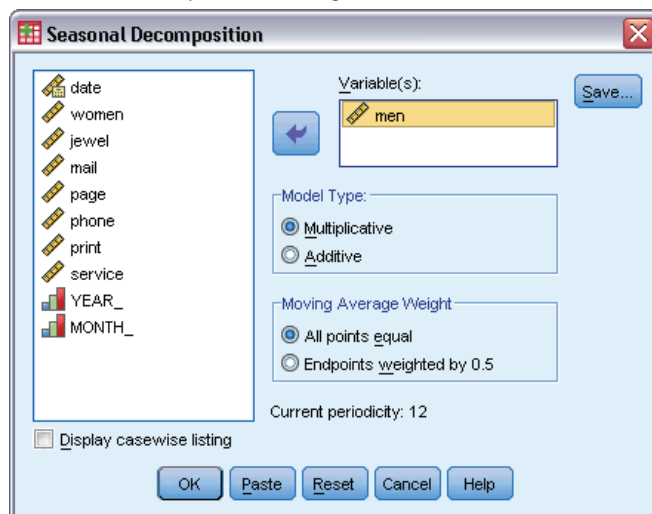 Seasonal Decomposition
date
women
jewel
mail
page
phone
print
service
YEAR_
MONTH_
Display casewise listing
Variable(s):
men
Save...
Model Type:
Multiplicative
Additive
Moving Average Weight
All points equal
Endpoints weighted by 0.5
Current periodicity: 12
OK
Paste
Reset
Cancel
Help